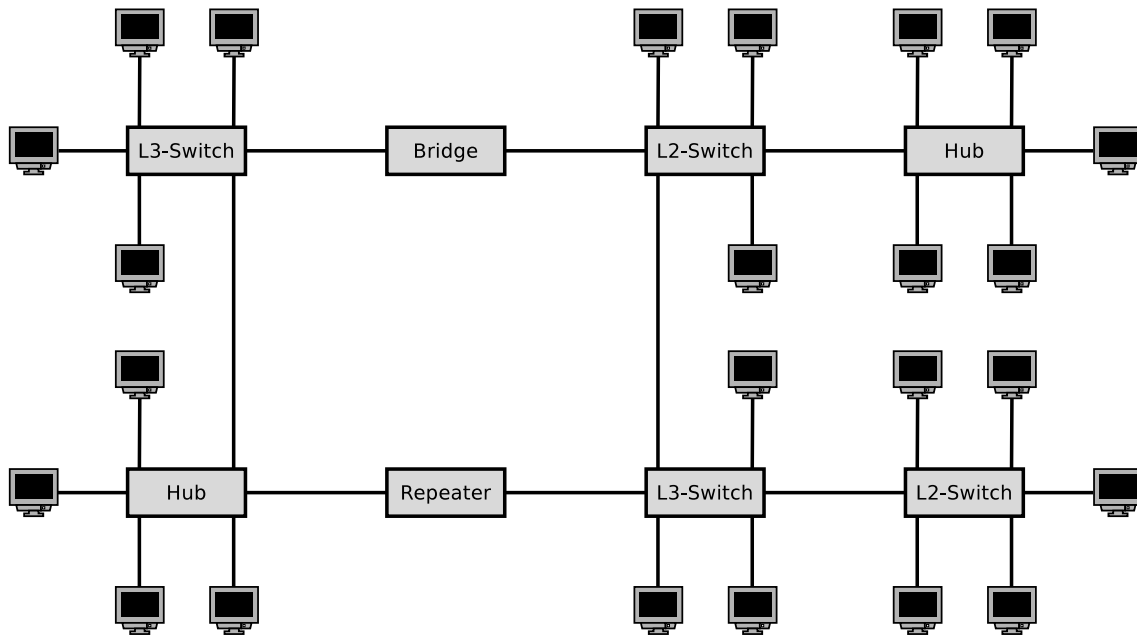 L3-Switch
Bridge
L2-Switch
Hub
Hub
Repeater
L3-Switch
L2-Switch